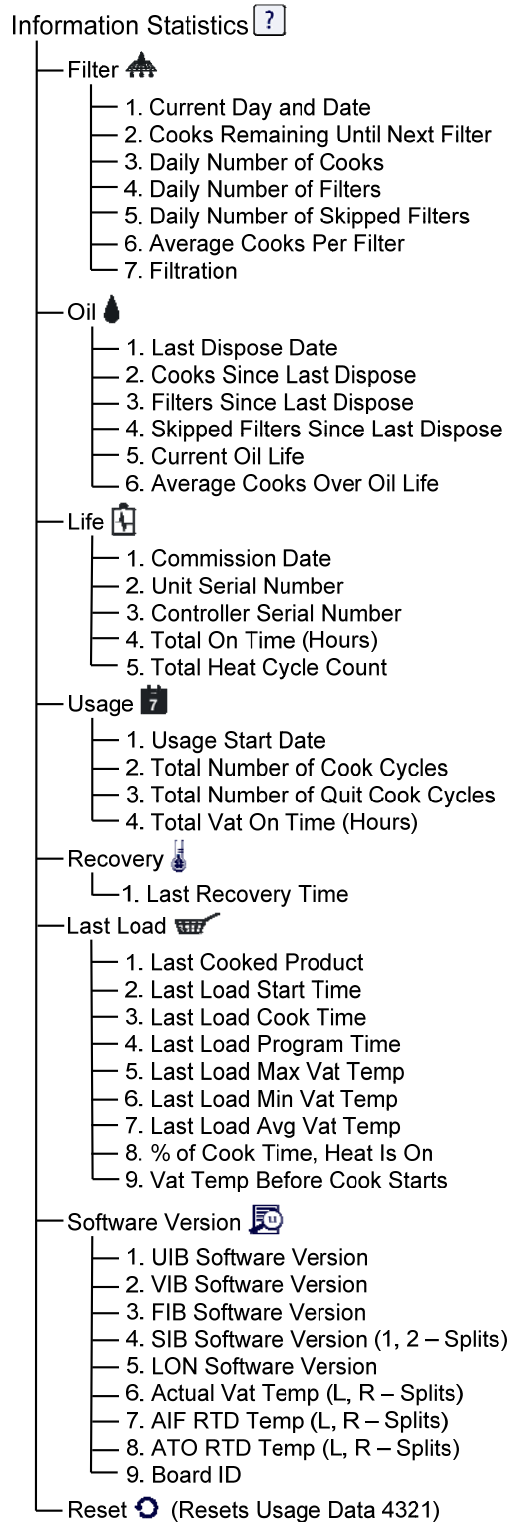 Information Statistics ?
Filter
1. Current Day and Date
2. Cooks Remaining Until Next Filter
3. Daily Number of Cooks
4. Daily Number of Filters
5. Daily Number of Skipped Filters
6. Average Cooks Per Filter
7. Filtration
Oil
1. Last Dispose Date
2. Cooks Since Last Dispose
3. Filters Since Last Dispose
4. Skipped Filters Since Last Dispose
5. Current Oil Life
6. Average Cooks Over Oil Life
Life
1. Commission Date
2. Unit Serial Number
3. Controller Serial Number
4. Total On Time (Hours)
5. Total Heat Cycle Count
Usage 7
1. Usage Start Date
2. Total Number of Cook Cycles
3. Total Number of Quit Cook Cycles
4. Total Vat On Time (Hours)
Recovery
1. Last Recovery Time
Last Load
1. Last Cooked Product
2. Last Load Start Time
3. Last Load Cook Time
4. Last Load Program Time
5. Last Load Max Vat Temp
6. Last Load Min Vat Temp
7. Last Load Avg Vat Temp
8. % of Cook Time, Heat Is On
9. Vat Temp Before Cook Starts
Software Version u
1. UIB Software Version
2. VIB Software Version
3. FIB Software Version
4. SIB Software Version (1, 2 – Splits)
5. LON Software Version
6. Actual Vat Temp (L, R – Splits)
7. AIF RTD Temp (L, R – Splits)
8. ATO RTD Temp (L, R – Splits)
9. Board ID
Reset (Resets Usage Data 4321)